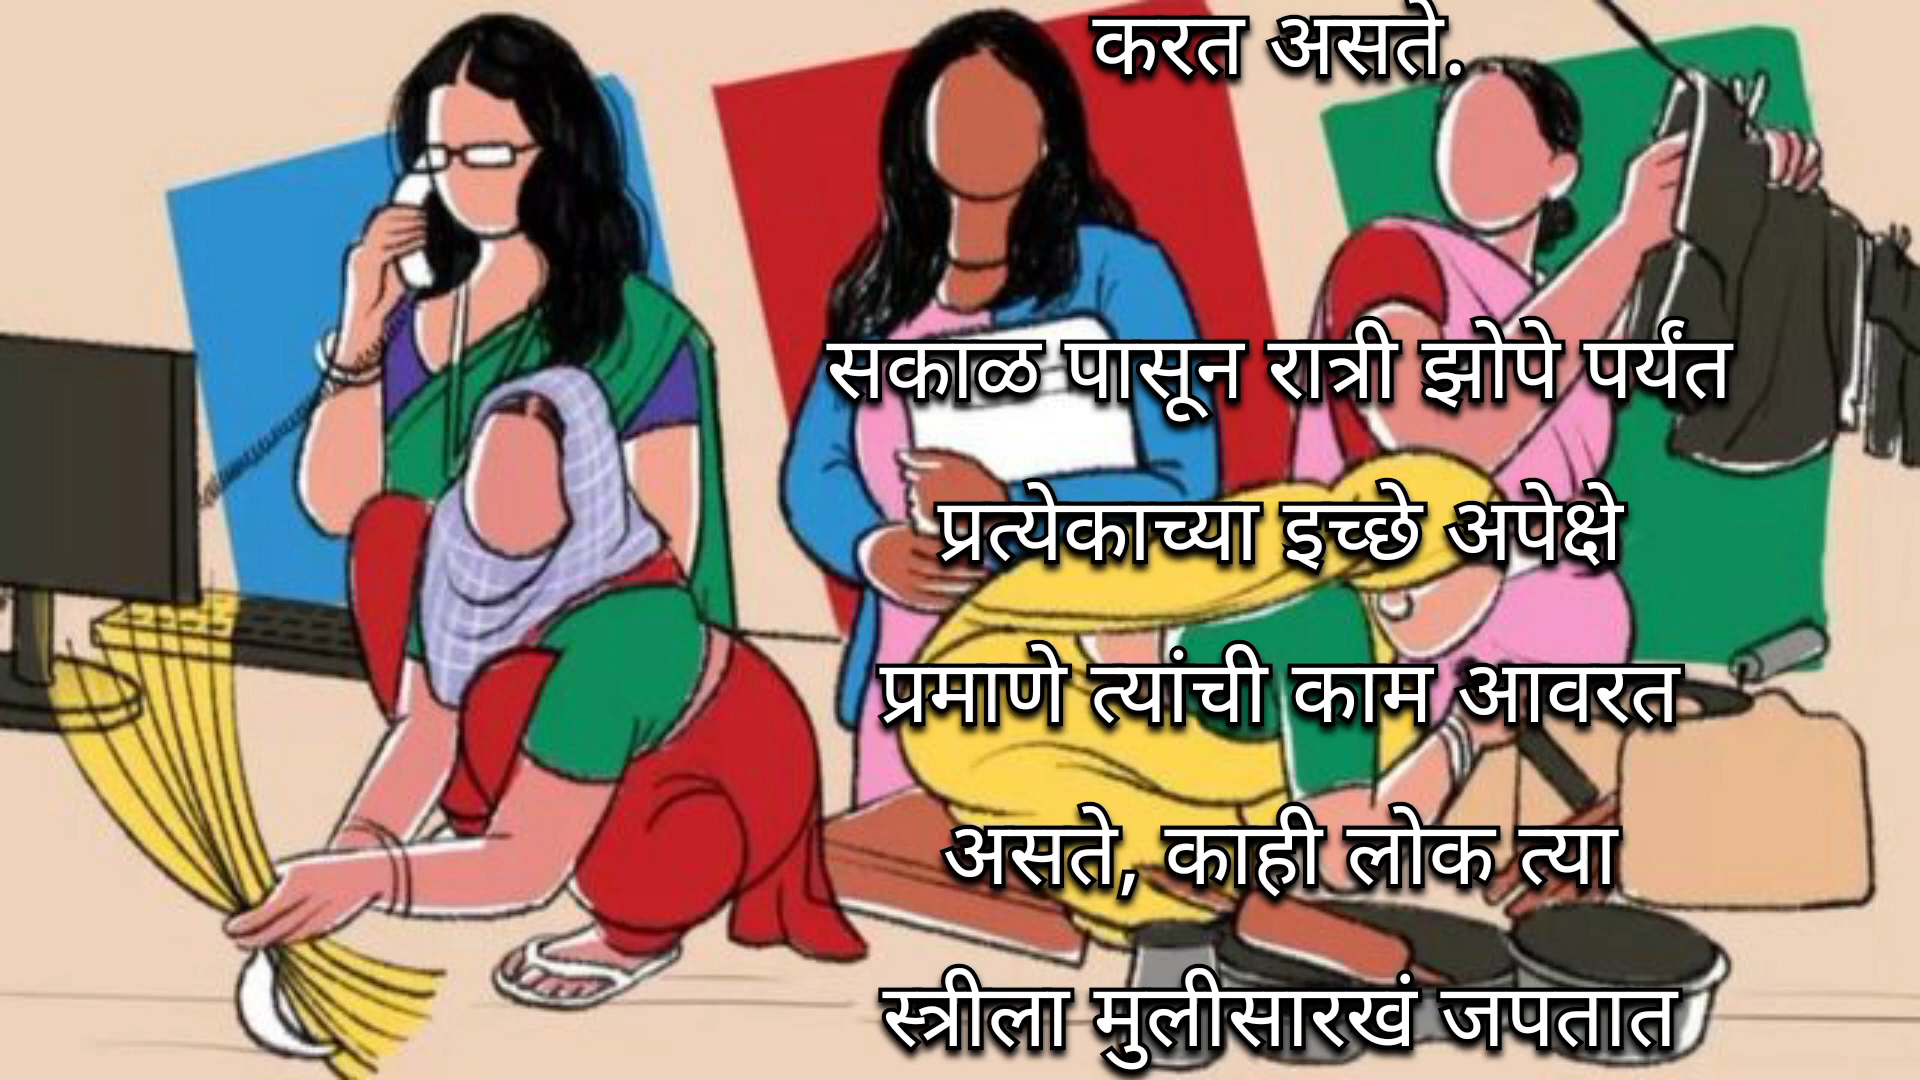 करत असते.
सकाळ पासून रात्री झोपे पर्यंत
प्रत्येकाच्या इच्छे अपेक्षे
प्रमाणे त्यांची काम आवरत
असते, काही लोक त्या
स्त्रीला मुलीसारखं जपतात